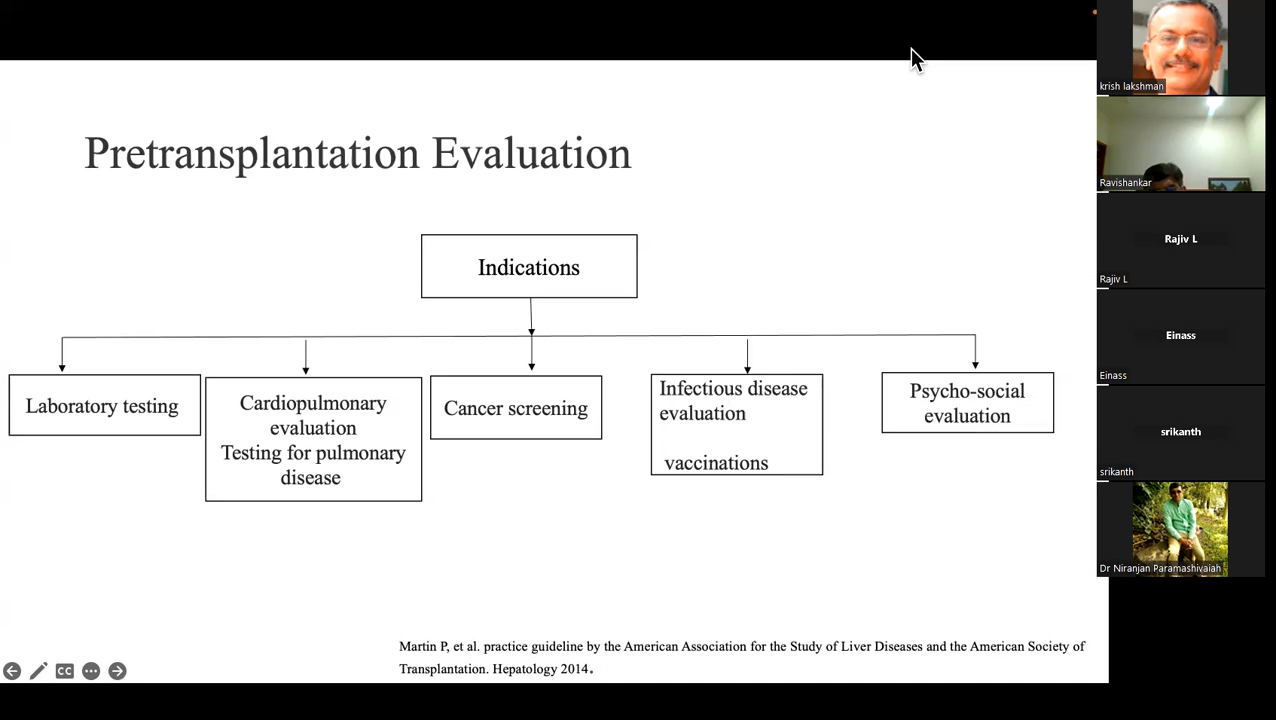 Pretransplantation Evaluation
Indications
Laboratory testing
Cardiopulmonary
evaluation
Testing for pulmonary
disease
Cancer screening
Infectious disease
evaluation
vaccinations
Psycho-social
evaluation
Martin P, et al. practice guideline by the American Association for the Study of Liver Diseases and the American Society of
Transplantation. Hepatology 2014.
CC
krish lakshman
Ravishankar
Rajiv L
Rajiv L
Einass
Einass
srikanth
srikanth
Dr Niranjan Paramashivaiah